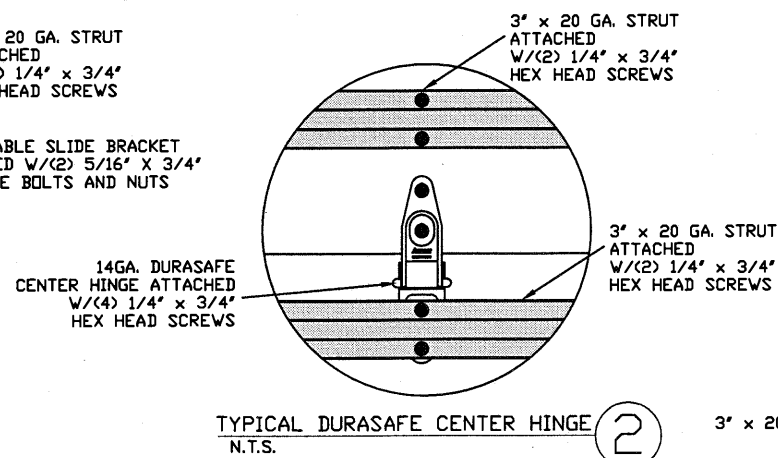 20 GA. STRUT
CHED
1/4" x 3/4"
HEAD SCREWS
ABLE SLIDE BRACKET
ED W/(2) 5/16" X 3/4"
E BOLTS AND NUTS
3" x 20 GA. STRUT
ATTACHED
W/(2) 1/4" x 3/4"
HEX HEAD SCREWS
14GA. DURASAFE
CENTER HINGE ATTACHED
W/(4) 1/4" x 3/4"
HEX HEAD SCREWS
3" x 20 GA. STRUT
ATTACHED
W/(2) 1/4" x 3/4"
HEX HEAD SCREWS
TYPICAL DURASAFE CENTER HINGE 2
N.T.S.
3" x 20